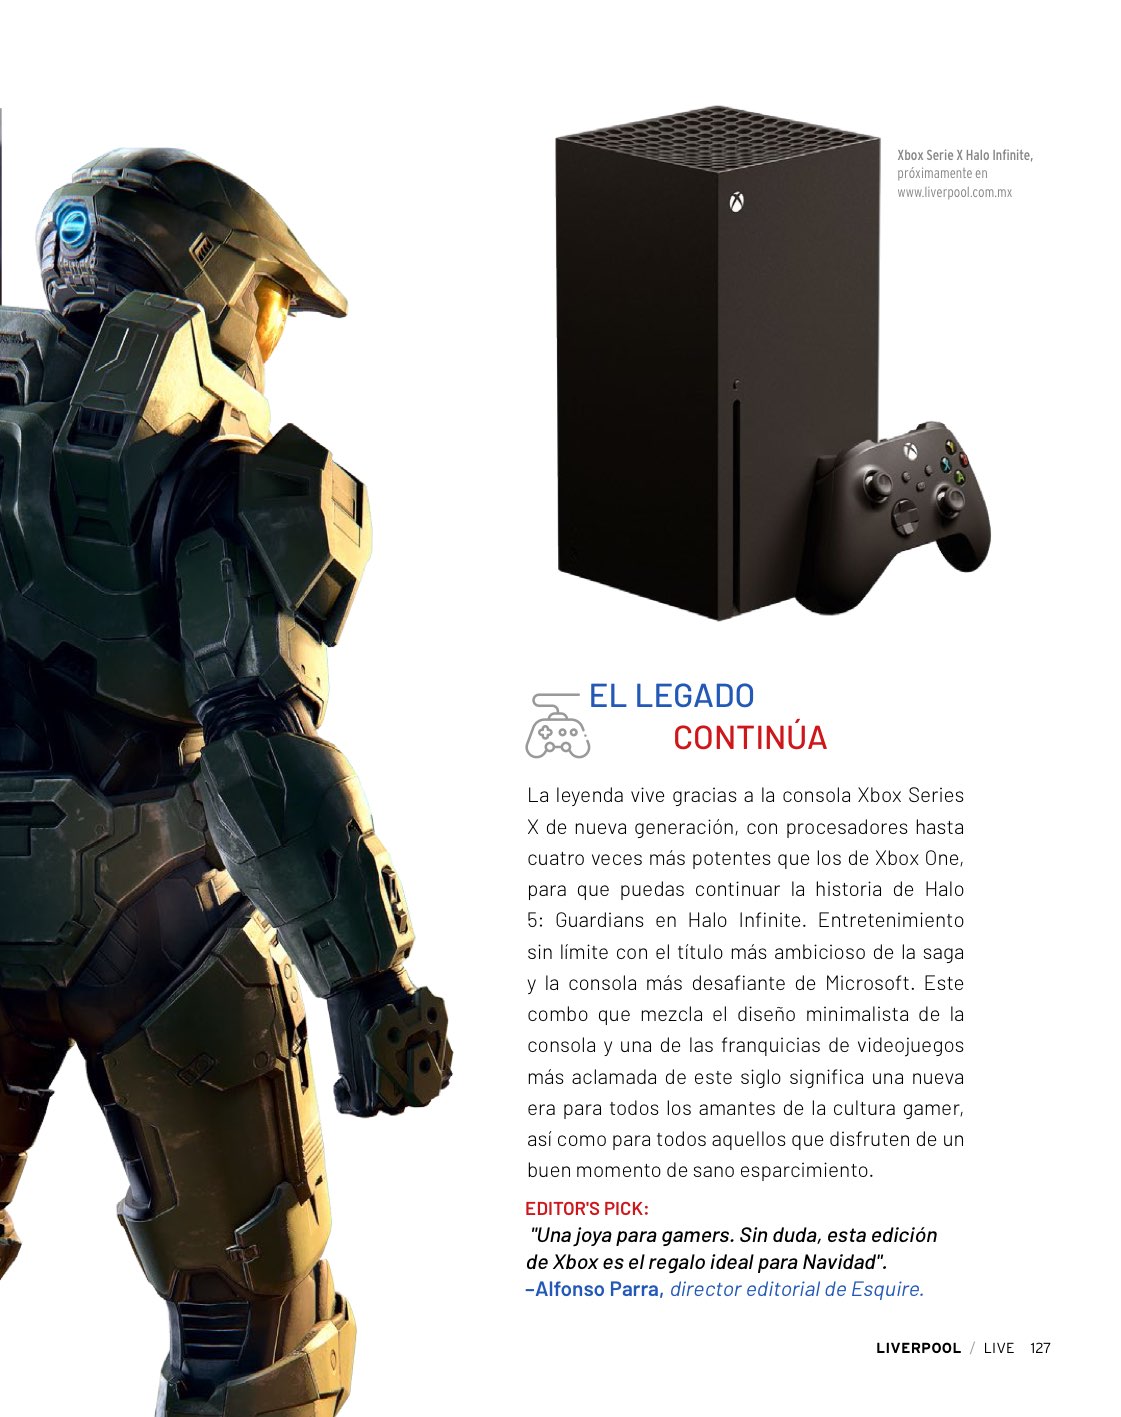 Xbox Serie X Halo Infinite,
próximamente en
www.liverpool.com.mx
EL LEGADO
CONTINÚA
La leyenda vive gracias a la consola Xbox Series
X de nueva generación, con procesadores hasta
cuatro veces más potentes que los de Xbox One,
para que puedas continuar la historia de Halo
5: Guardians en Halo Infinite. Entretenimiento
sin límite con el título más ambicioso de la saga
y la consola más desafiante de Microsoft. Este
combo que mezcla el diseño minimalista de la
consola y una de las franquicias de videojuegos
más aclamada de este siglo significa una nueva
era para todos los amantes de la cultura gamer,
así como para todos aquellos que disfruten de un
buen momento de sano esparcimiento.
EDITOR'S PICK:
"Una joya para gamers. Sin duda, esta edición
de Xbox es el regalo ideal para Navidad".
–Alfonso Parra, director editorial de Esquire.
LIVERPOOL / LIVE 127